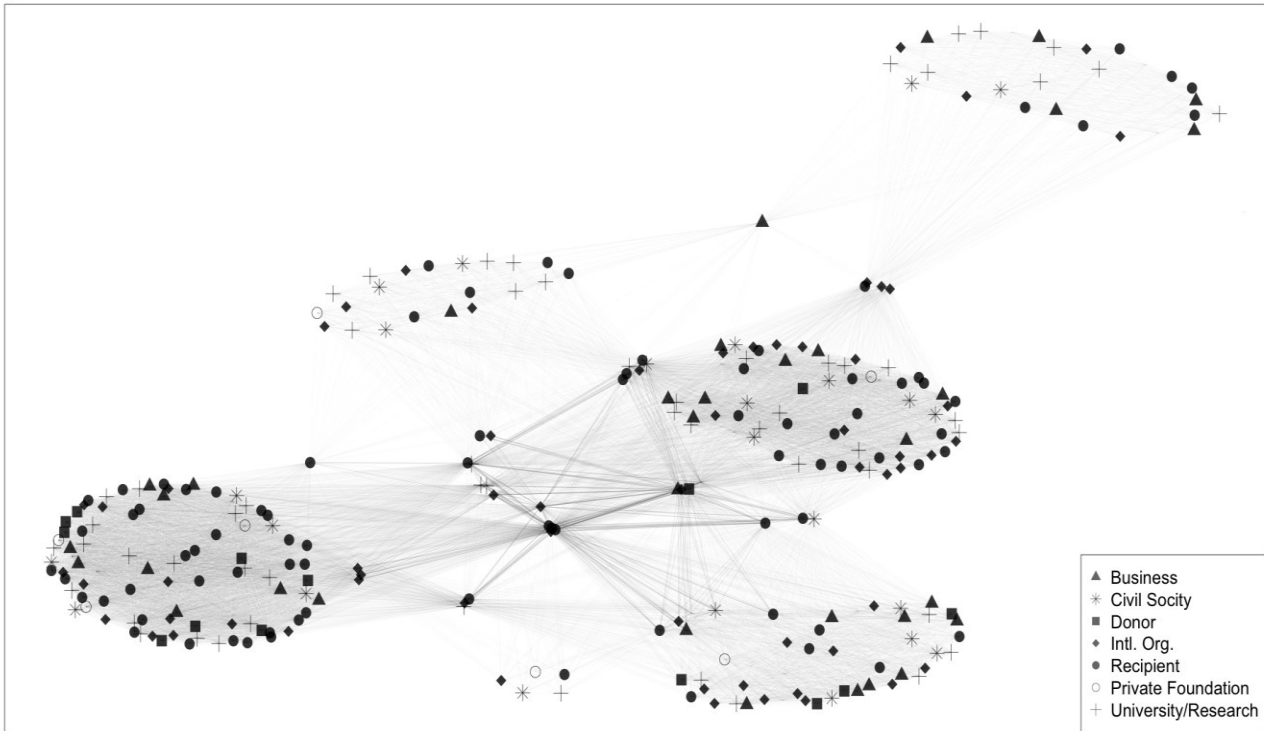 Business
Civil Socity
Donor
Intl. Org.
Recipient
Private Foundation
University/Research